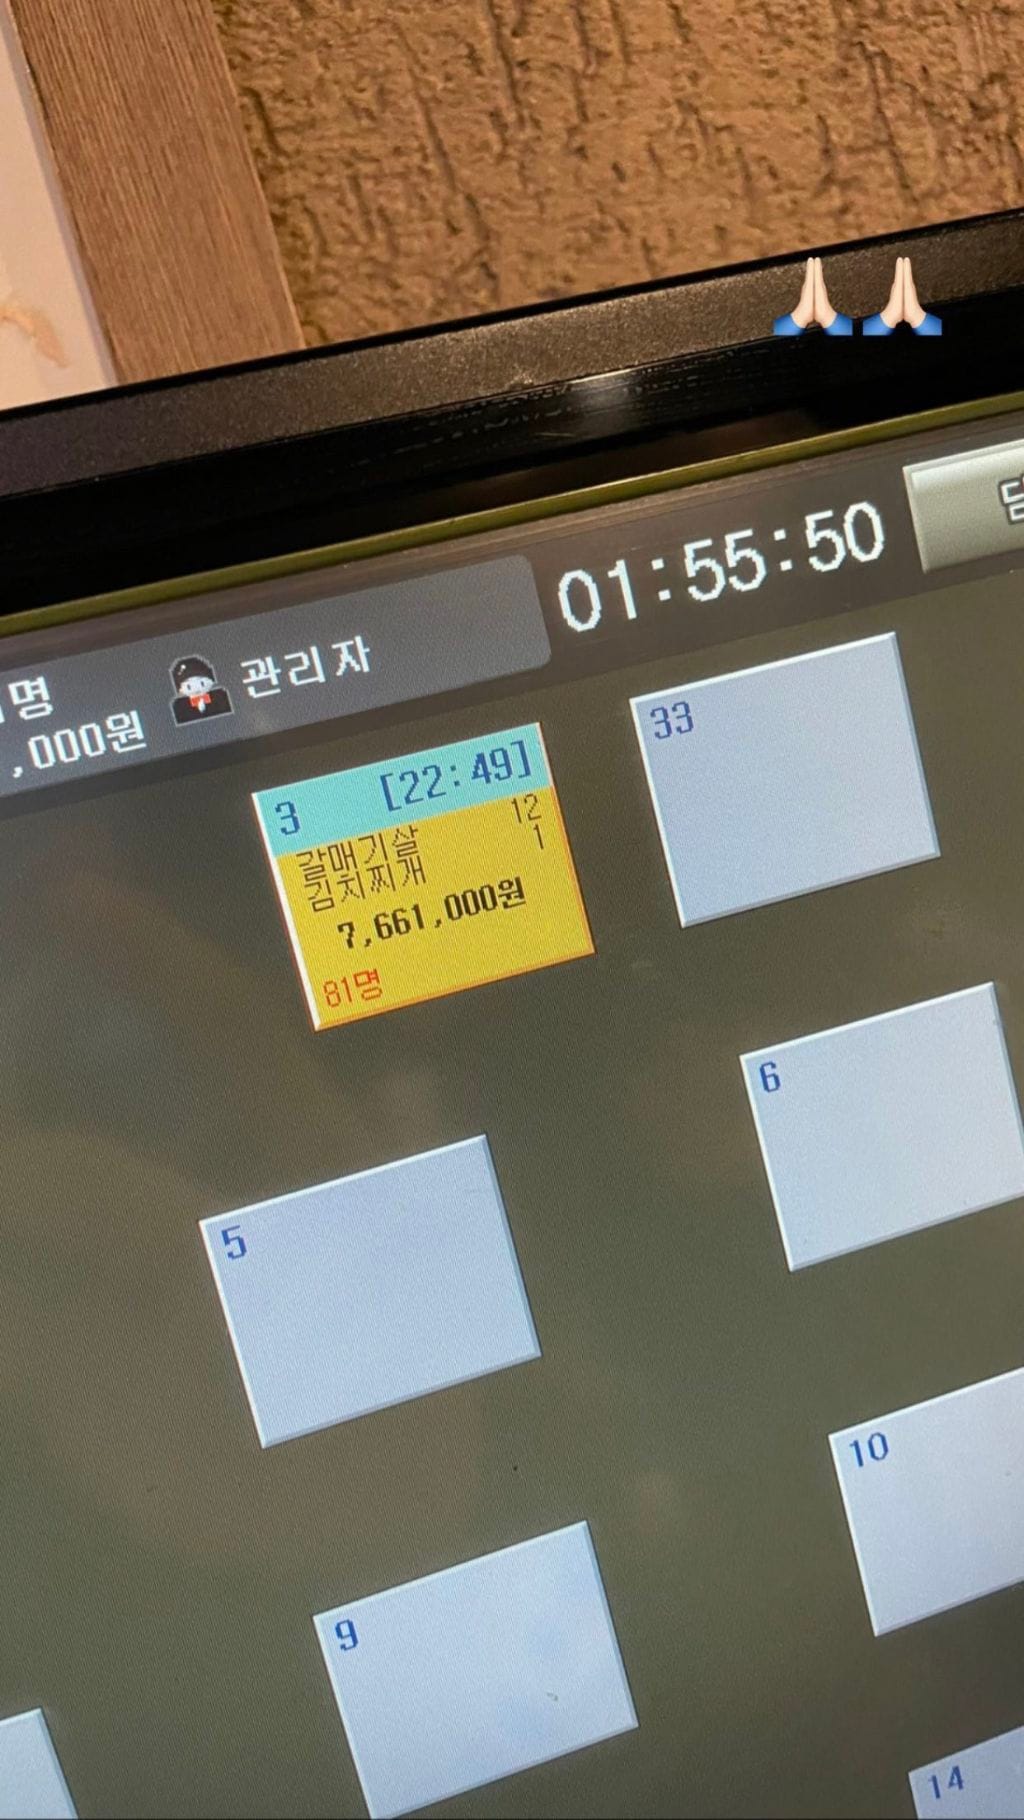 01:55:50
명
관리자
,000원
3 [22:49]
갈매기살 12
김치찌개 1
7,661,000원
81명
33
6
5
10
9
14